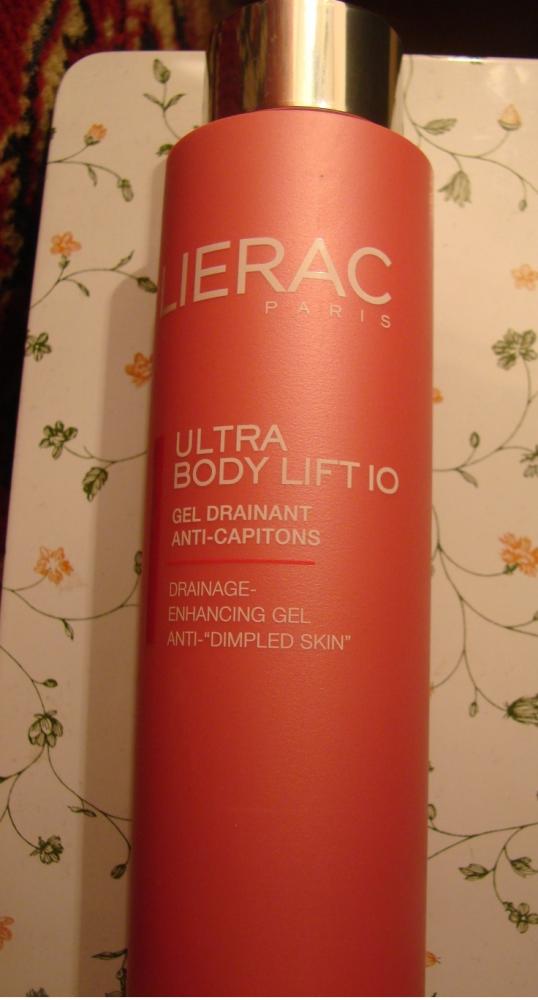 LIERAC
PARIS
ULTRA
BODY LIFT 10
GEL DRAINANT
ANTI-CAPITONS
DRAINAGE-
ENHANCING GEL
ANTI-“DIMPLED SKIN”